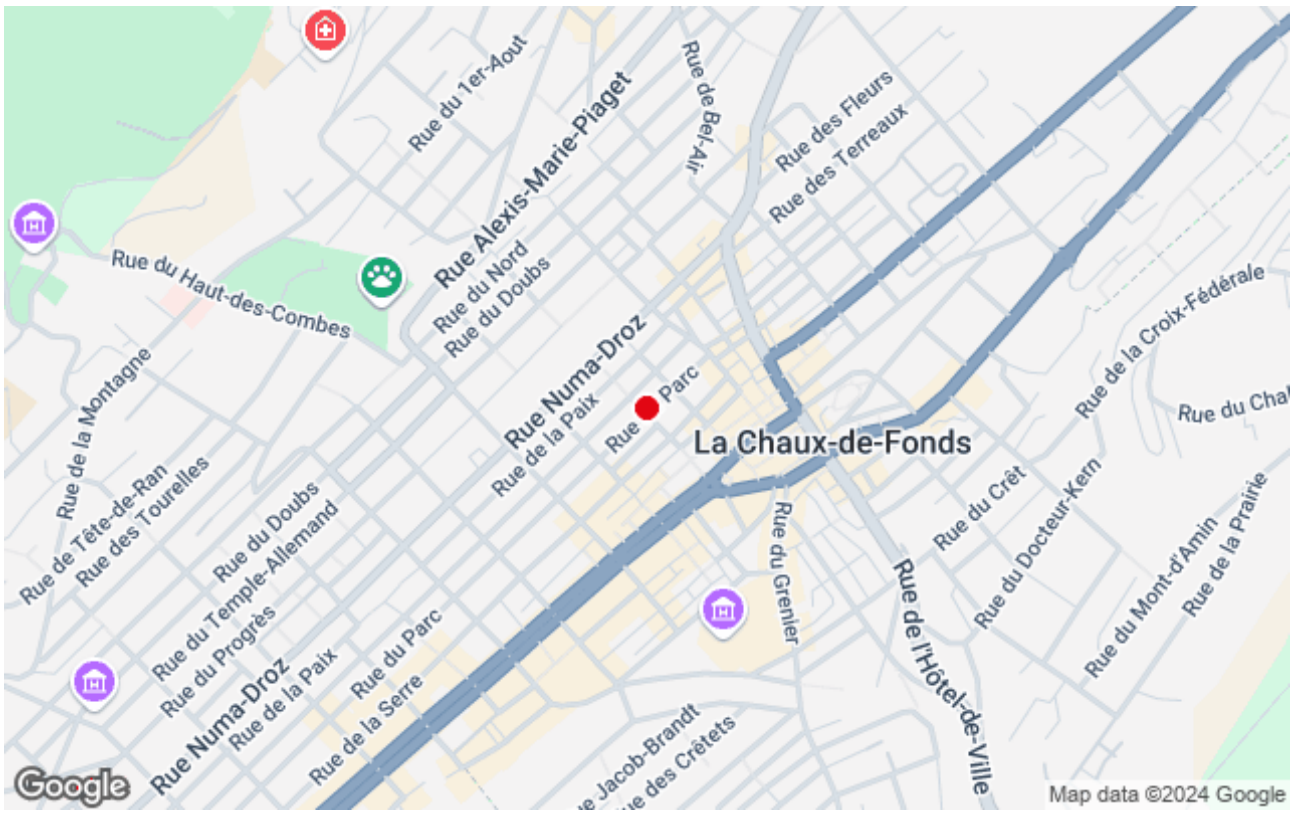 Rue du 1er-Aout
Rue Alexis-Marie-Piaget
Rue de Bel-Air
Rue des Fleurs
Rue des Terreaux
Rue du Haut-des-Combes
Rue du Nord
Rue du Doubs
Rue de la Croix-Fédérale
Rue du Chal
Rue de la Montagne
Rue Numa-Droz
Rue de la Paix
Rue Parc
La Chaux-de-Fonds
Rue de Tête-de-Ran
Rue des Tourelles
Rue du Doubs
Rue du Temple-Allemand
Rue du Progrès
Rue Numa-Droz
Rue de la Paix
Rue du Parc
Rue de la Serre
Rue du Grenier
Rue de l'Hôtel-de-Ville
Rue du Crêt
Rue du Docteur-Kern
Rue du Mont-d'Amin
Rue de la Prairie
ue Jacob-Brandt
ue des Crêtets
Google
Map data ©2024 Google